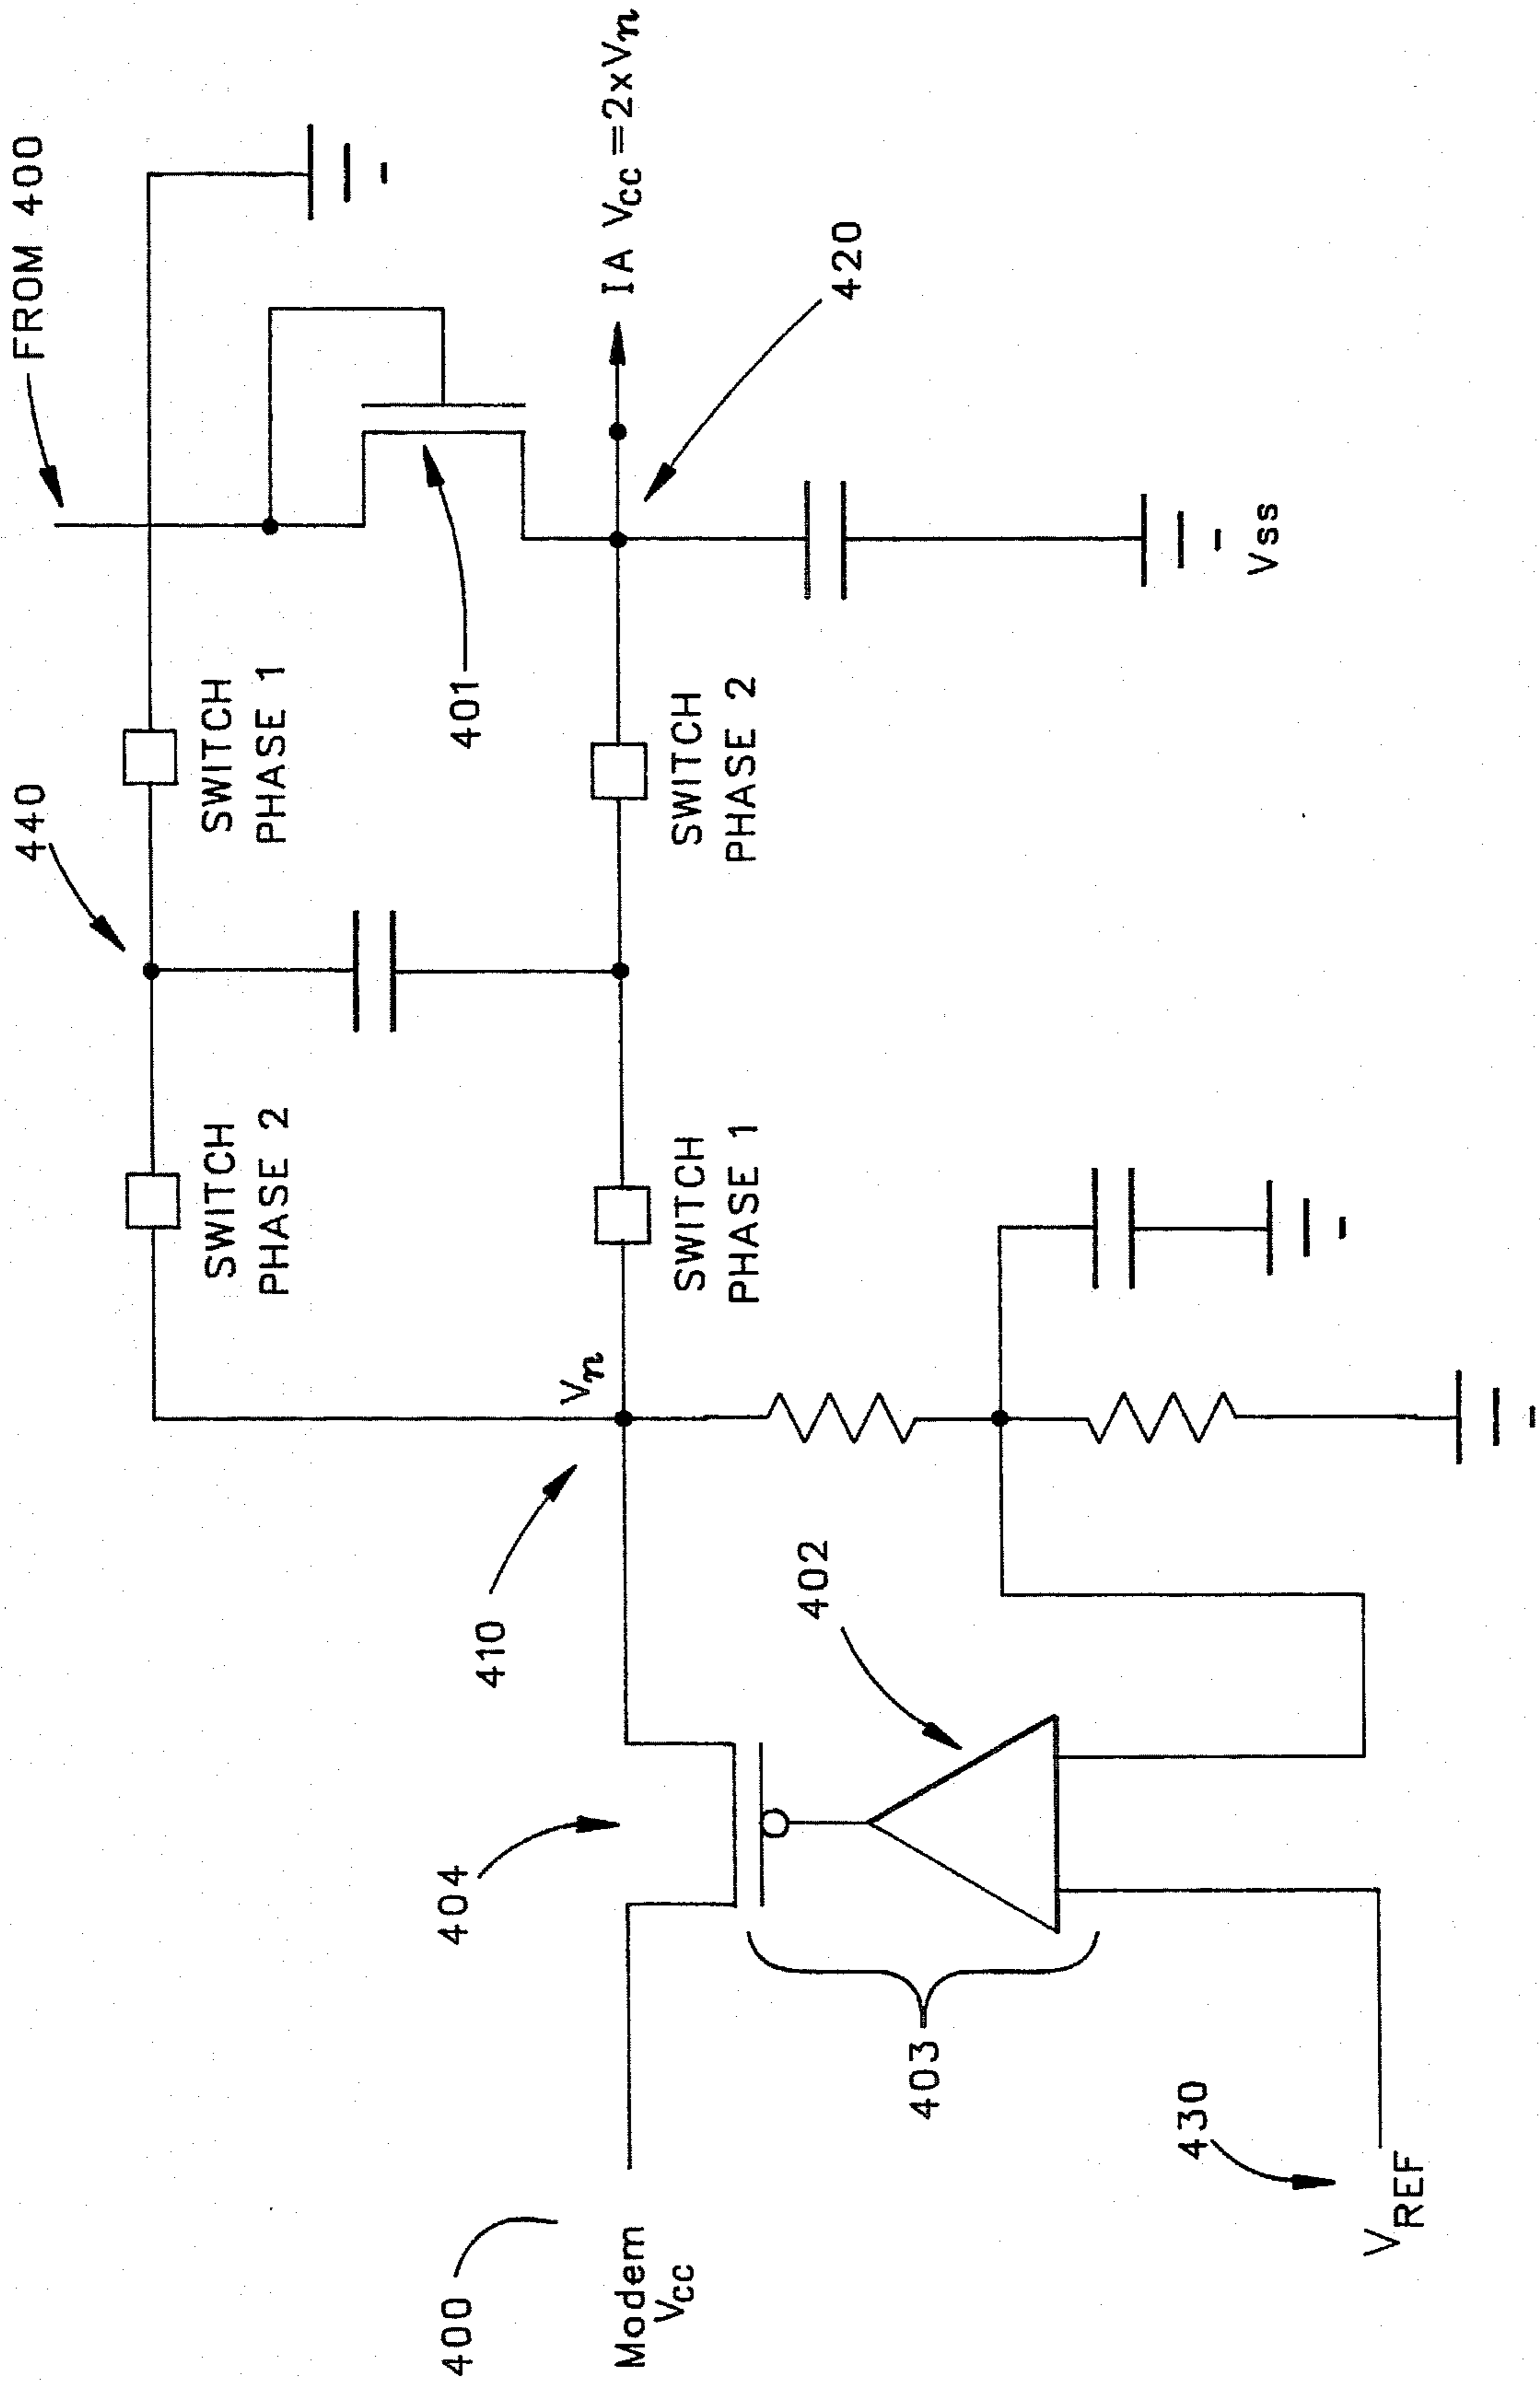 FROM 400
440
SWITCH
PHASE 2
SWITCH
PHASE 1
401
Vn
410
SWITCH
PHASE 1
SWITCH
PHASE 2
IA VCC=2xVn
420
404
400
Modem
VCC
402
403
430
VREF
Vss